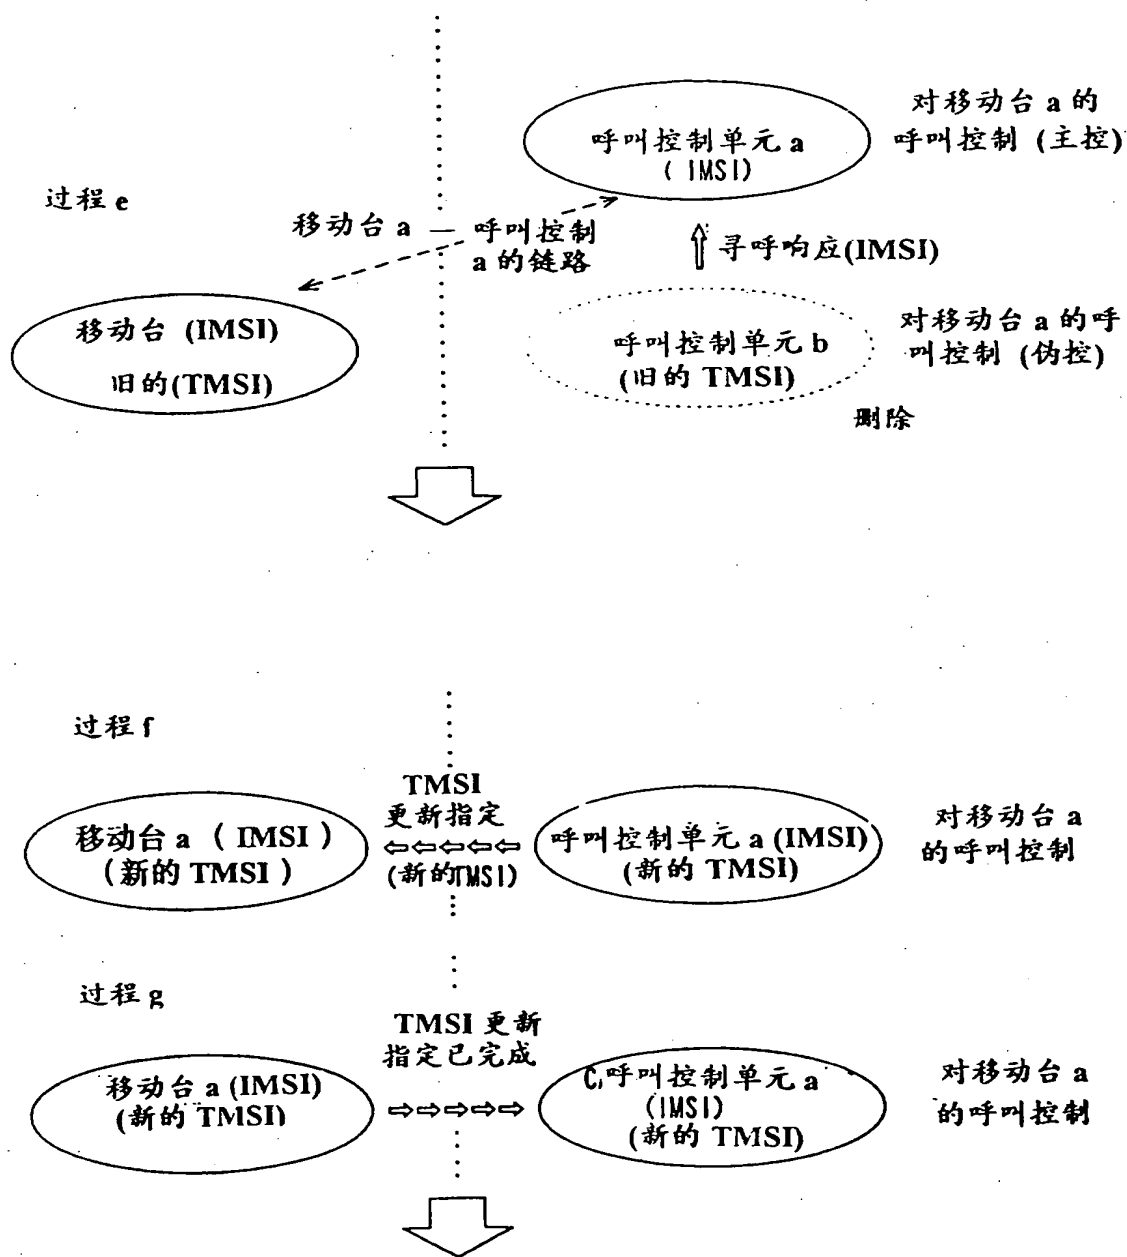 对移动台 a 的
呼叫控制 (主控)
呼叫控制单元 a
( IMSI)
过程 e
移动台 a — 呼叫控制
a 的链路
寻呼响应(IMSI)
移动台 (IMSI)
旧的(TMSI)
呼叫控制单元 b
(旧的 TMSI)
对移动台 a 的呼
叫控制 (伪控)
删除
过程 f
TMSI
更新指定
(新的TMSI)
移动台 a ( IMSI )
(新的 TMSI )
呼叫控制单元 a (IMSI)
(新的 TMSI)
对移动台 a
的呼叫控制
过程 g
TMSI 更新
指定已完成
移动台 a (IMSI)
(新的 TMSI)
C,呼叫控制单元 a
(IMSI)
(新的 TMSI)
对移动台 a
的呼叫控制